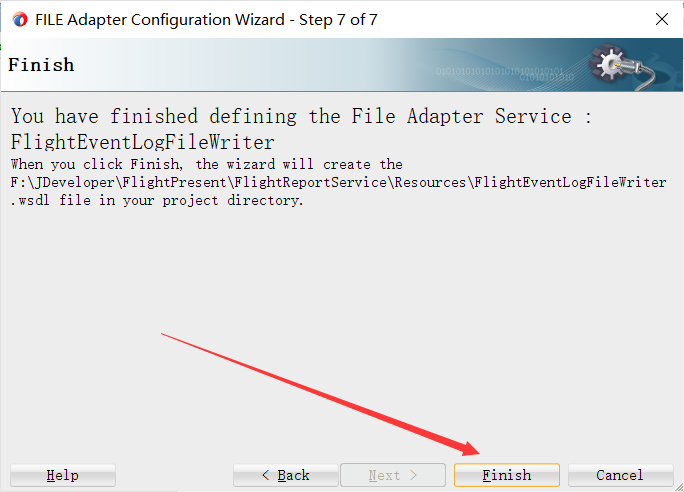 FILE Adapter Configuration Wizard - Step 7 of 7
Finish
0101010101010101010101
01010101010
You have finished defining the File Adapter Service :
FlightEventLogFileWriter
When you click Finish, the wizard will create the
F:\JDeveloper\FlightPresent\FlightReportService\Resources\FlightEventLogFileWriter
.wsdl file in your project directory.
Help < Back Next > Finish Cancel